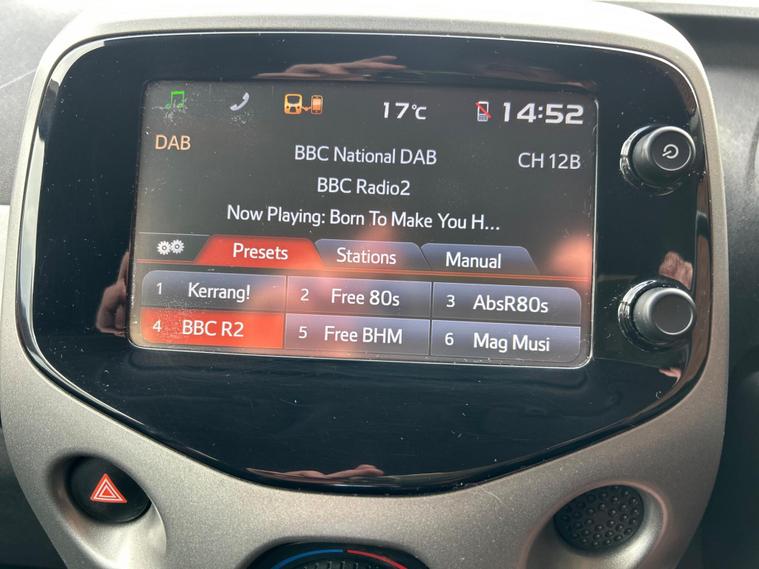 17°C 14:52
DAB
BBC National DAB CH 12B
BBC Radio2
Now Playing: Born To Make You H...
Presets Stations Manual
1 Kerrang! 2 Free 80s 3 AbsR80s
4 BBC R2 5 Free BHM 6 Mag Musi